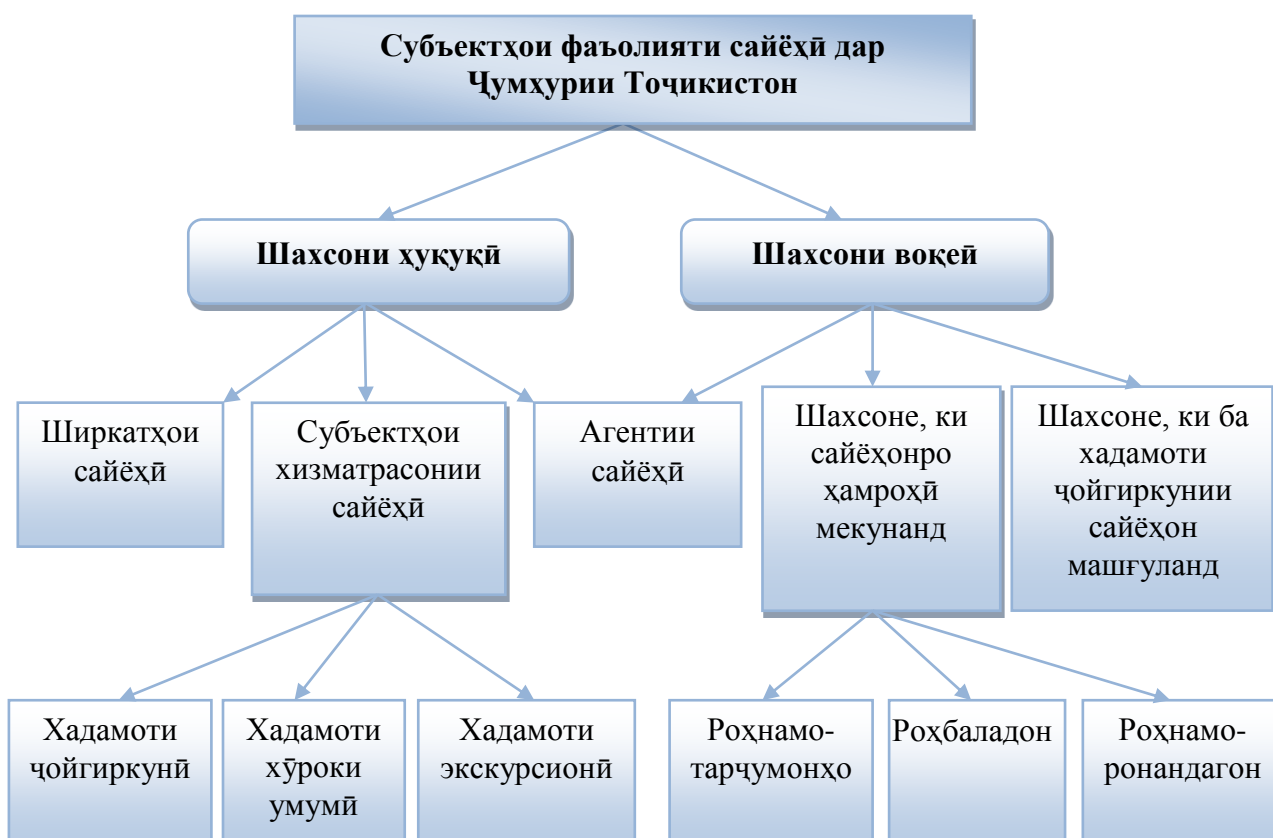 Субъектҳои фаъолияти сайёҳӣ дар
Ҷумҳурии Тоҷикистон
Шахсони ҳуқуқӣ
Шахсони воқеӣ
Ширкатҳои
сайёҳӣ
Субъектҳои
хизматрасонии
сайёҳӣ
Агентии
сайёҳӣ
Шахсоне, ки
сайёҳонро
ҳамроҳӣ
мекунанд
Шахсоне, ки ба
хадамоти
ҷойгиркунии
сайёҳон
машғуланд
Хадамоти
ҷойгиркунӣ
Хадамоти
хӯроки
умумӣ
Хадамоти
экскурсионӣ
Роҳнамо-
тарҷумонҳо
Роҳбаладон
Роҳнамо-
ронандагон